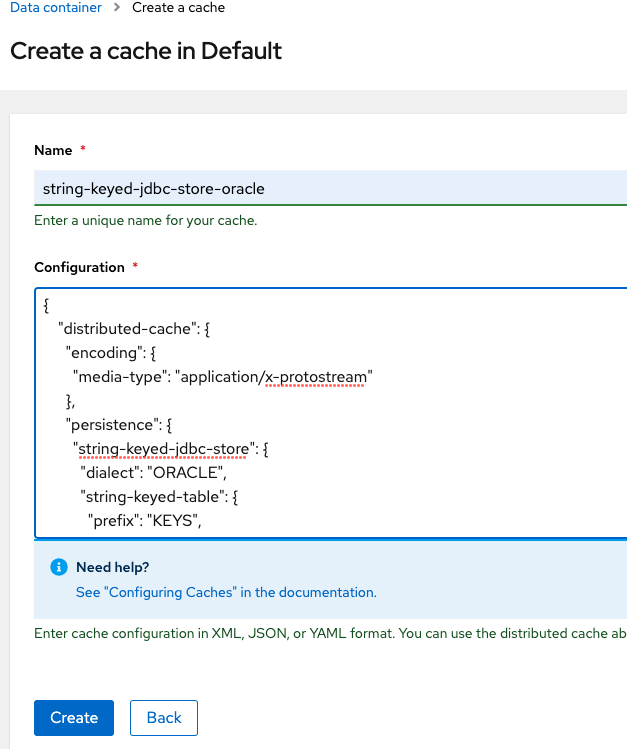 Data container > Create a cache
Create a cache in Default
Name *
string-keyed-jdbc-store-oracle
Enter a unique name for your cache.
Configuration *
{
"distributed-cache": {
"encoding": {
"media-type": "application/x-protostream"
},
"persistence": {
"string-keyed-jdbc-store": {
"dialect": "ORACLE",
"string-keyed-table": {
"prefix": "KEYS",
Need help?
See "Configuring Caches" in the documentation.
Enter cache configuration in XML, JSON, or YAML format. You can use the distributed cache ab
Create Back